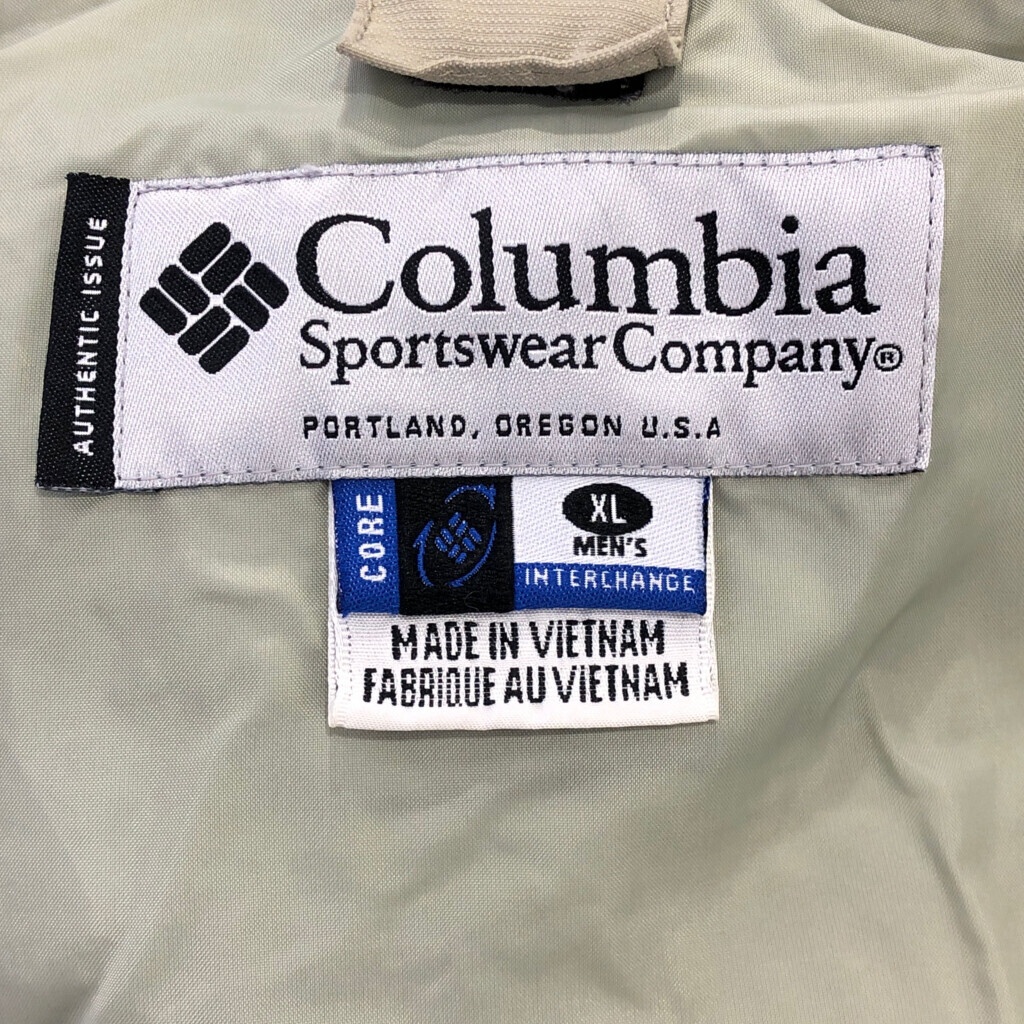 AUTHENTIC ISSUE
Columbia
Sportswear Company®
PORTLAND, OREGON U.S.A
CORE
XL
MEN'S
INTERCHANGE
MADE IN VIETNAM
FABRIQUE AU VIETNAM